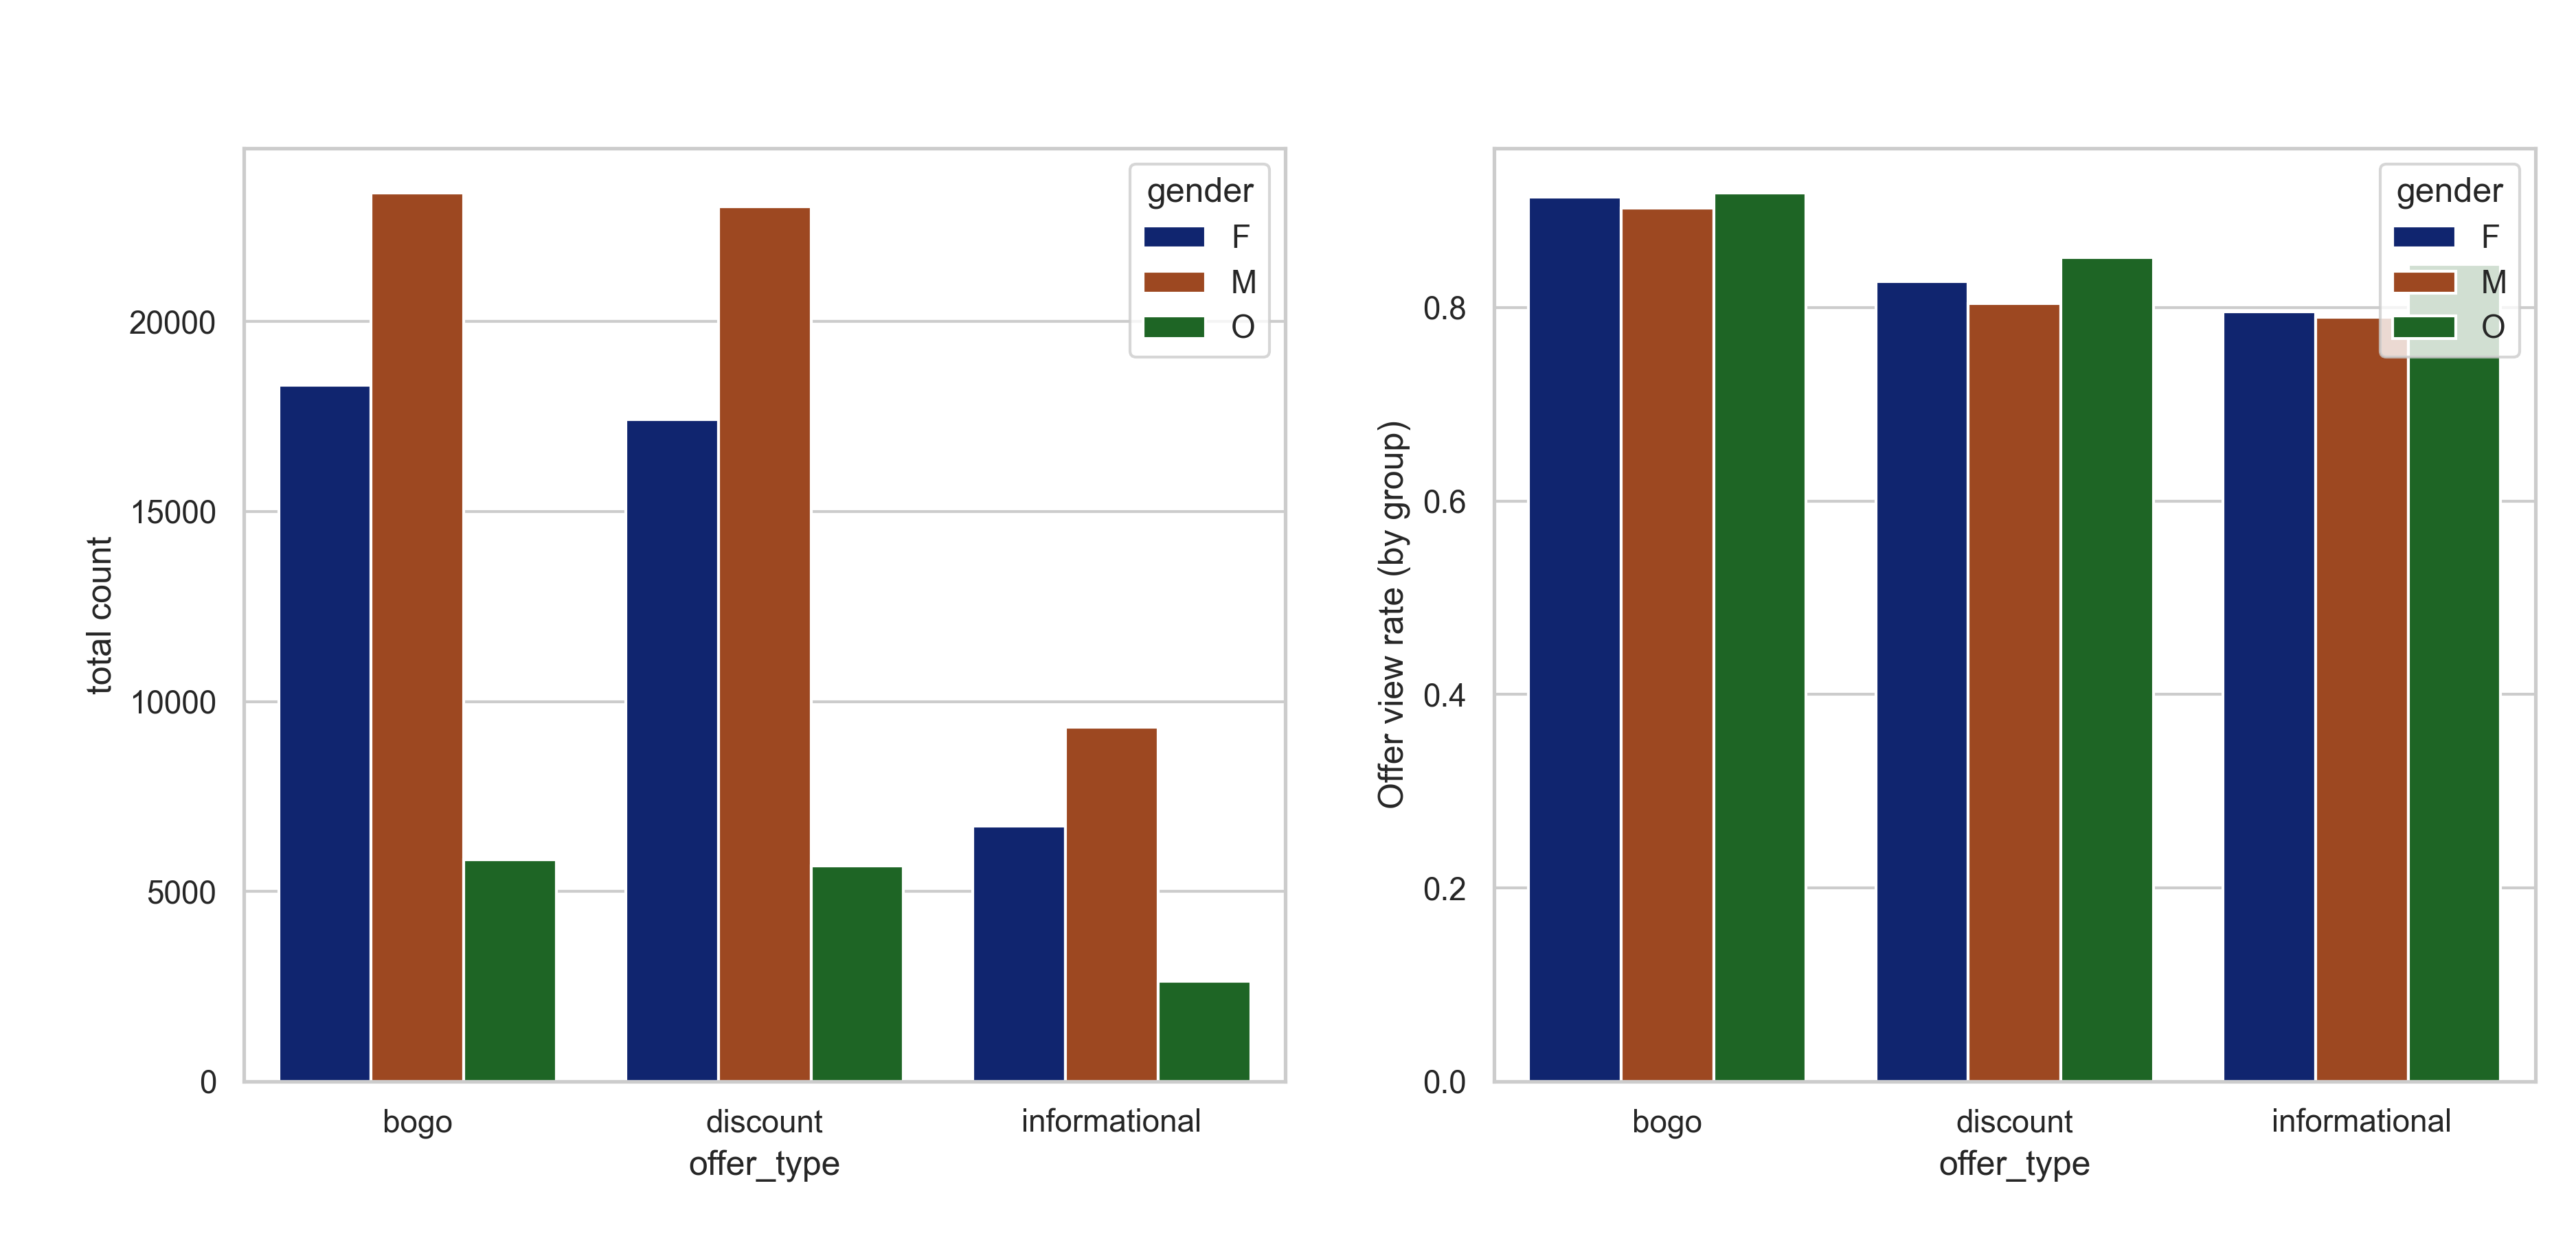 gender
F
M
O
20000
15000
10000
5000
0
total count
bogo
discount
informational
offer_type
gender
F
M
O
0.8
0.6
0.4
0.2
0.0
Offer view rate (by group)
bogo
discount
informational
offer_type